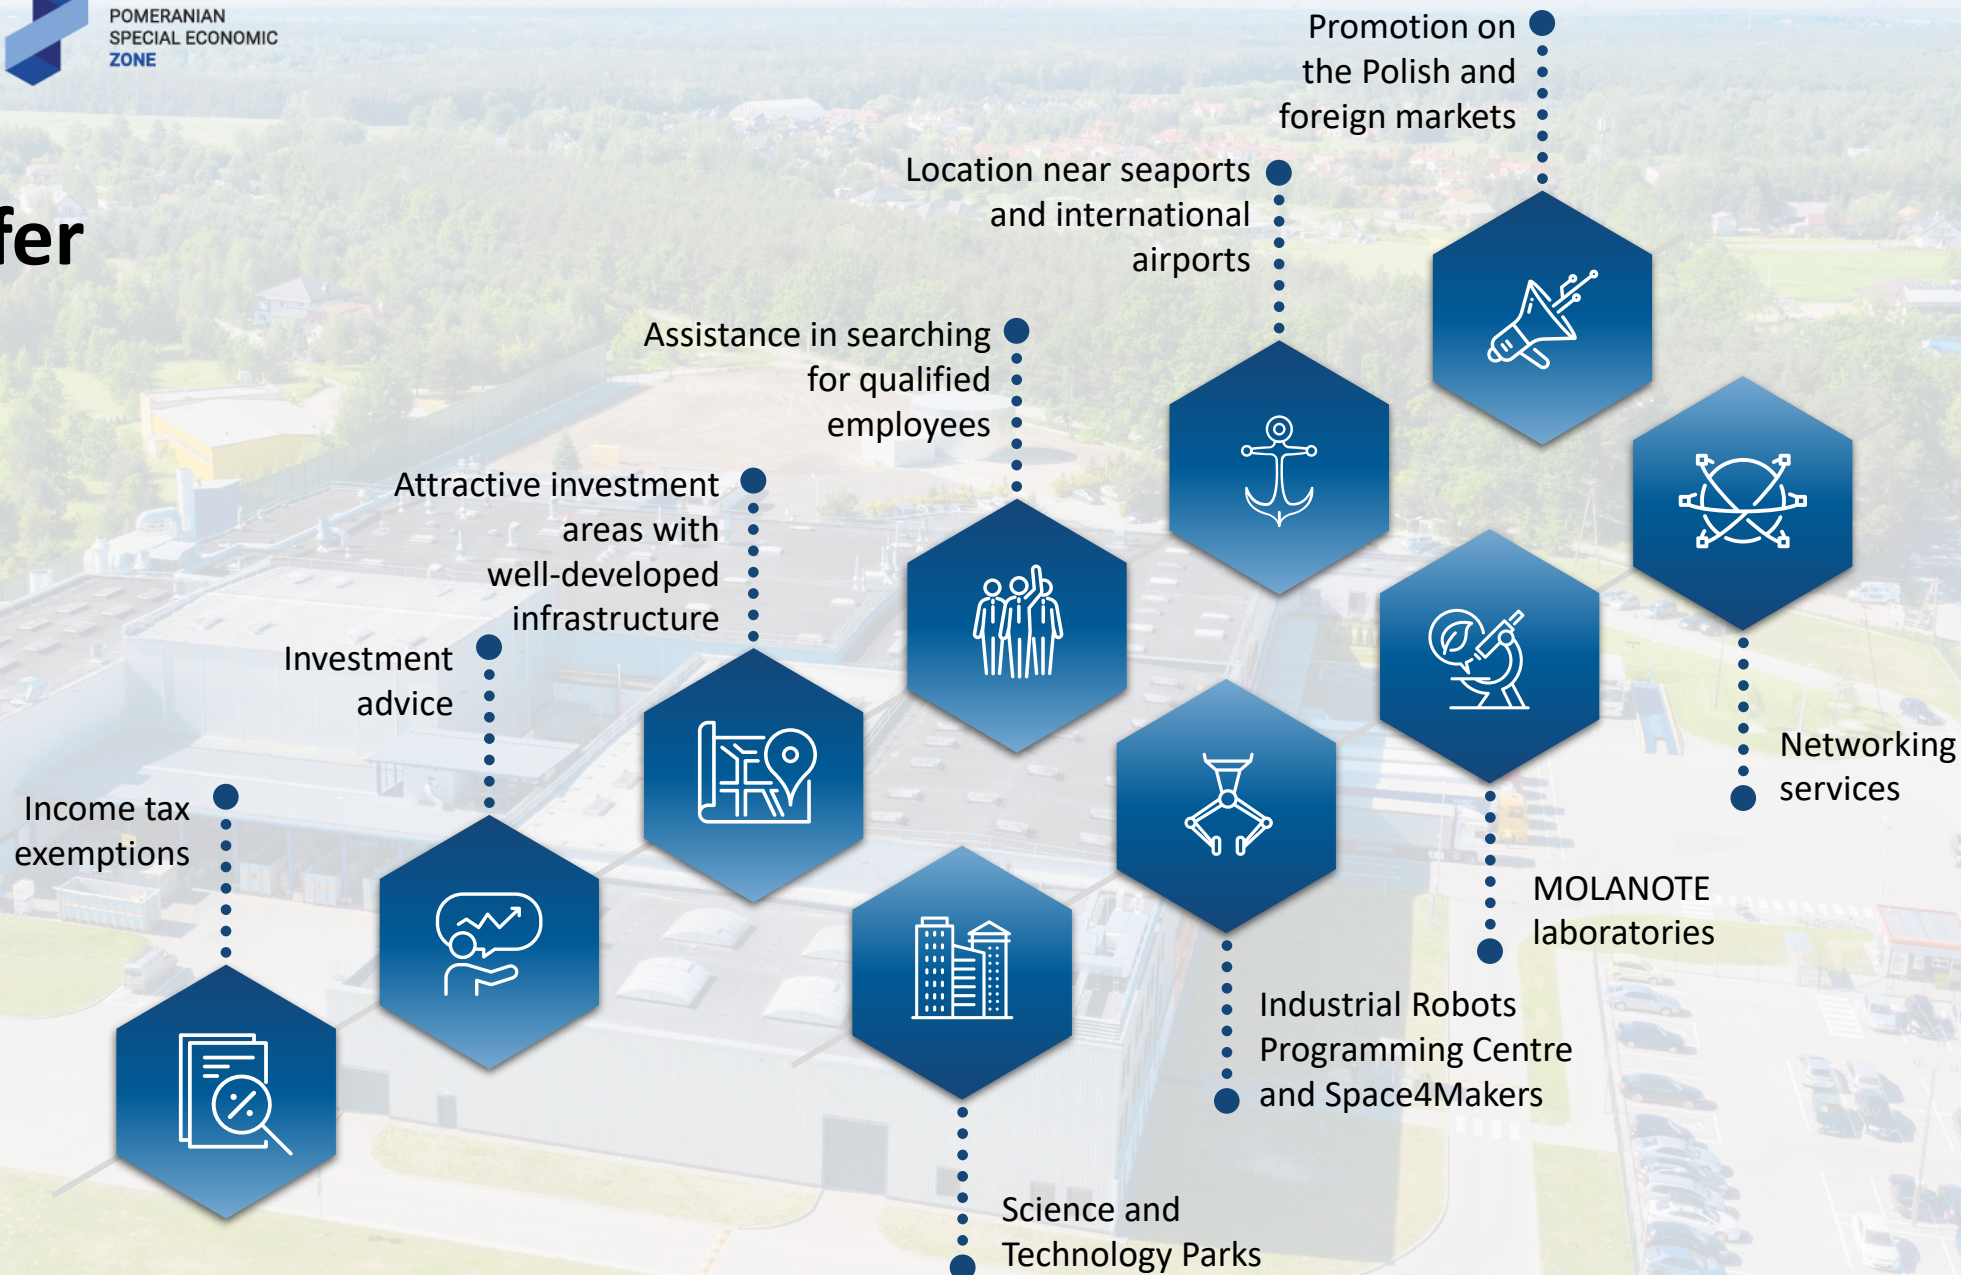 POMERANIAN
SPECIAL ECONOMIC
ZONE
fer
Promotion on
the Polish and
foreign markets
Location near seaports
and international
airports
Assistance in searching
for qualified
employees
Attractive investment
areas with
well-developed
infrastructure
Investment
advice
Income tax
exemptions
Networking
services
MOLANOTE
laboratories
Industrial Robots
Programming Centre
and Space4Makers
Science and
Technology Parks